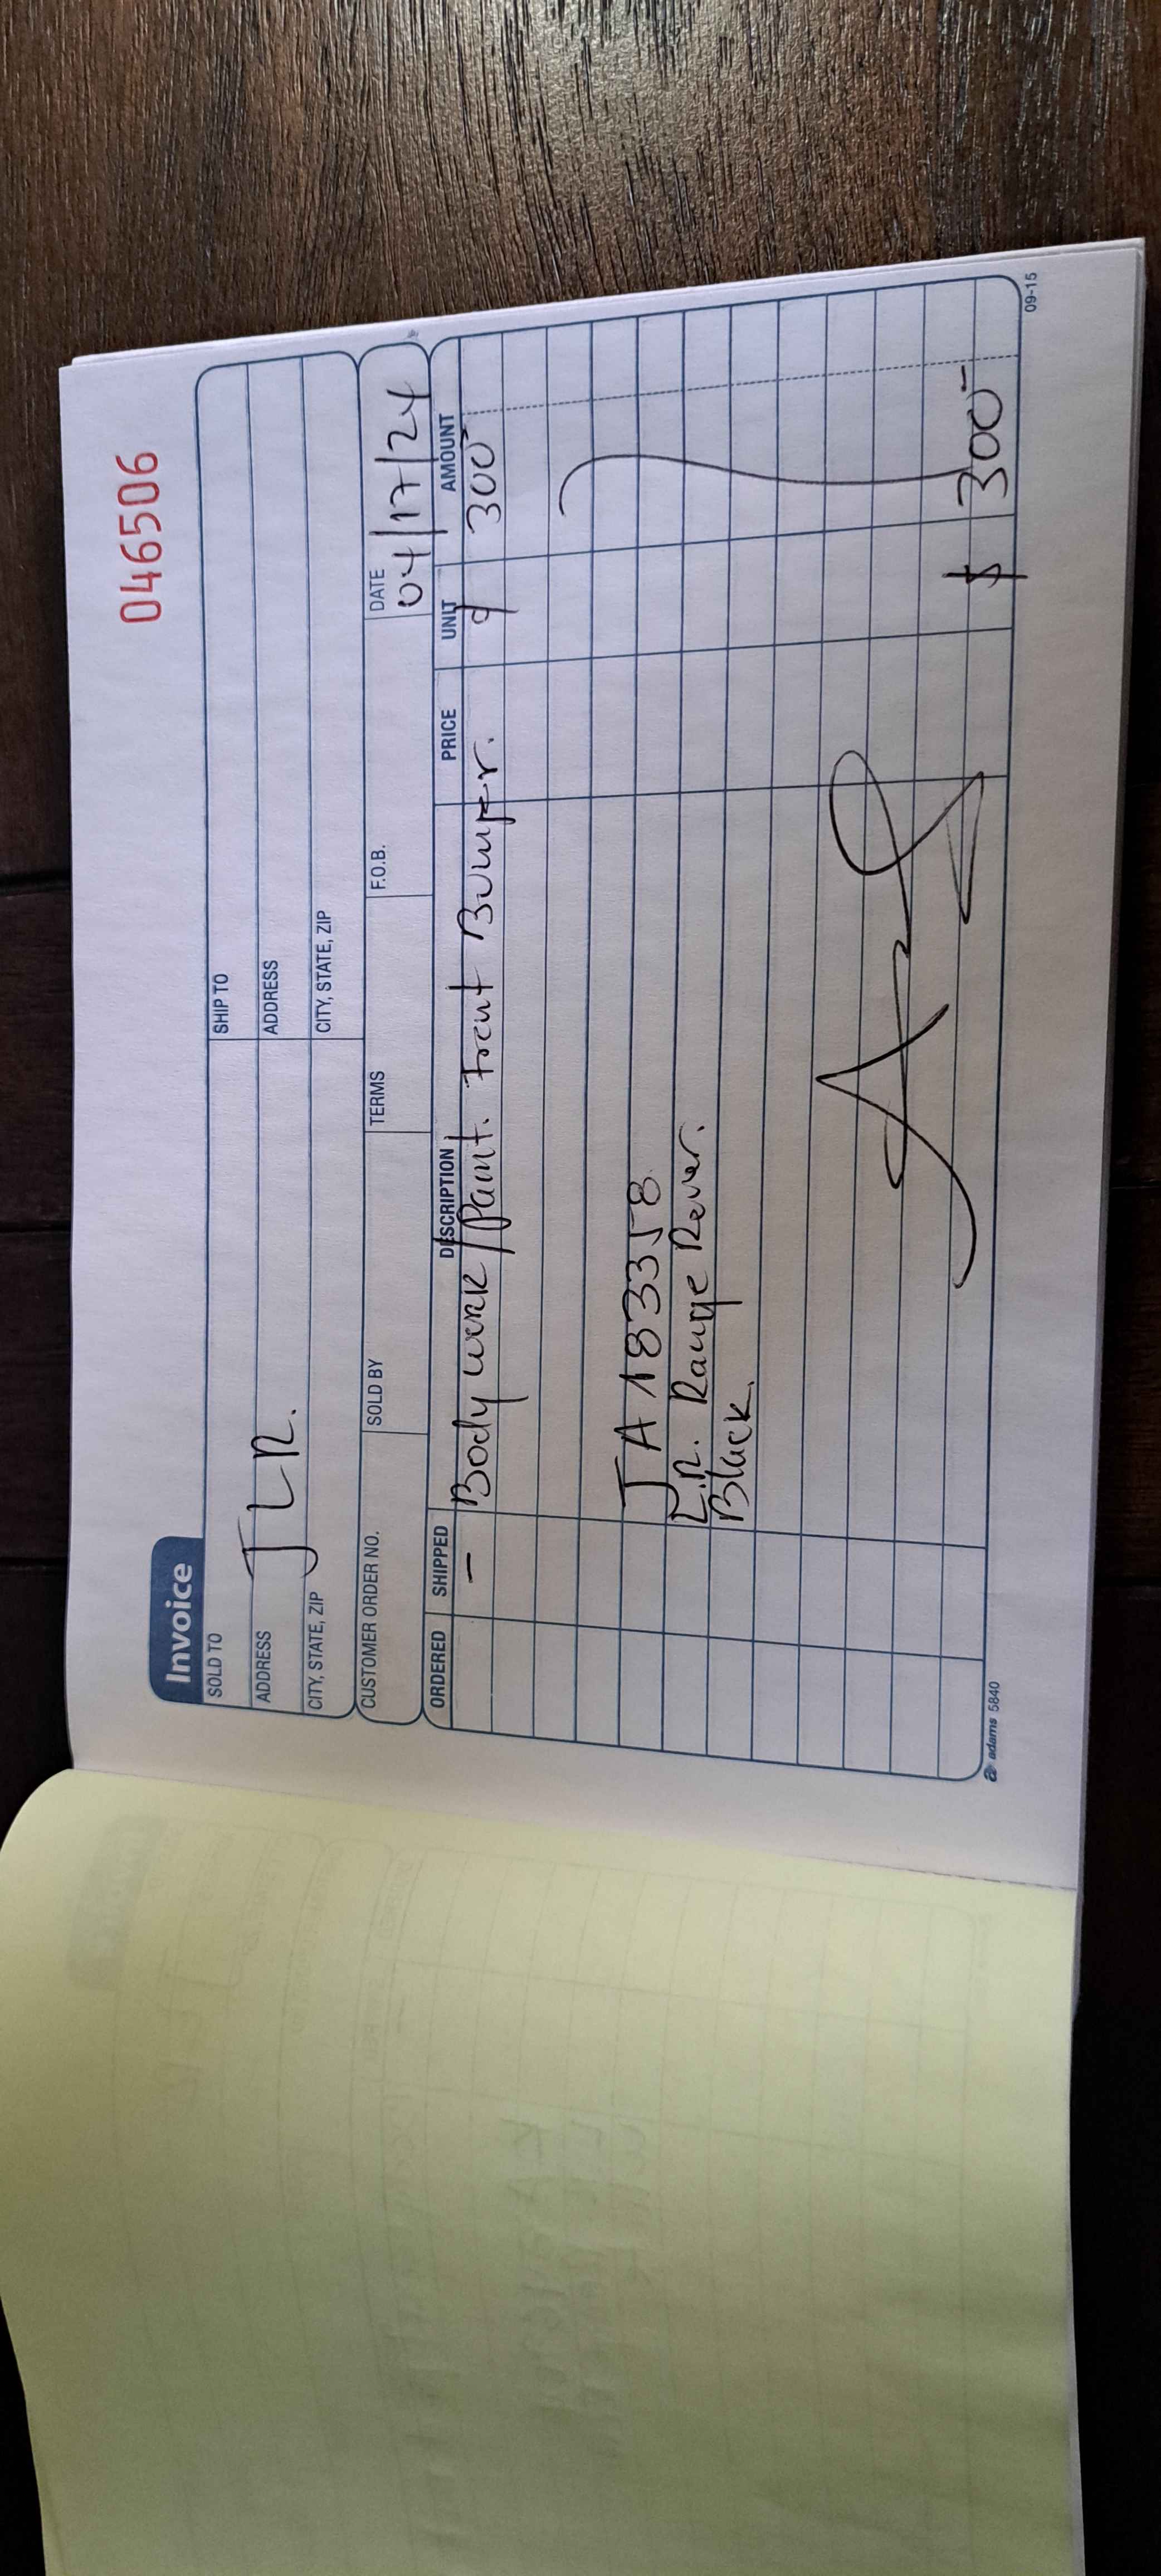 046506
Invoice
SOLD TO SHIP TO
ADDRESS JLR. ADDRESS
CITY, STATE, ZIP CITY, STATE, ZIP
CUSTOMER ORDER NO. SOLD BY TERMS F.O.B. DATE 04/17/24
ORDERED SHIPPED DESCRIPTION PRICE UNIT AMOUNT
– Body work/Paint. Front Bumper. $ 300-
JA183358
L.R. Range Rover.
Black.
$ 300-
adams 5840 09-15